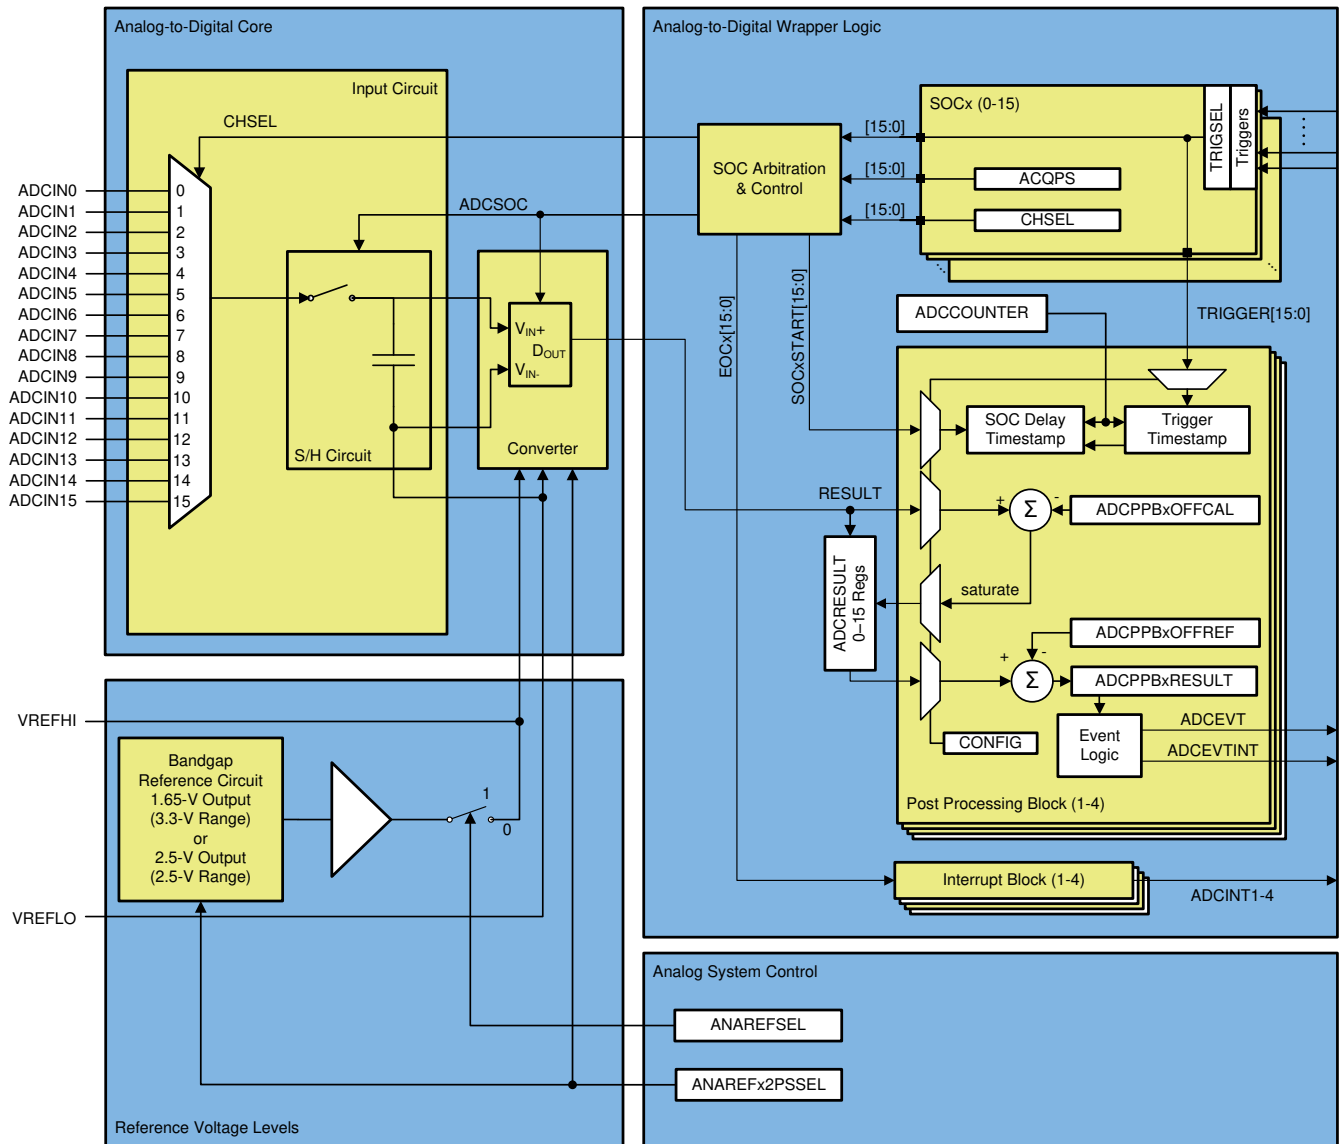 Analog-to-Digital Core
Input Circuit
CHSEL
ADCIN0
ADCIN1
ADCIN2
ADCIN3
ADCIN4
ADCIN5
ADCIN6
ADCIN7
ADCIN8
ADCIN9
ADCIN10
ADCIN11
ADCIN12
ADCIN13
ADCIN14
ADCIN15
0
1
2
3
4
5
6
7
8
9
10
11
12
13
14
15
ADCSOC
S/H Circuit
VIN+
DOUT
VIN-
Converter
Analog-to-Digital Wrapper Logic
SOC Arbitration
& Control
[15:0]
[15:0]
[15:0]
SOCx (0-15)
ACQPS
CHSEL
TRIGSEL
Triggers
EOCx[15:0]
SOCxSTART[15:0]
ADCCOUNTER
TRIGGER[15:0]
SOC Delay
Timestamp
Trigger
Timestamp
RESULT
+
Σ
-
ADCPPBxOFFCAL
ADCRESULT
0–15 Regs
saturate
ADCPPBxOFFREF
+
-
Σ
ADCPPBxRESULT
CONFIG
Event
Logic
ADCEVT
ADCEVTINT
Post Processing Block (1-4)
Interrupt Block (1-4)
ADCINT1-4
VREFHI
Bandgap
Reference Circuit
1.65-V Output
(3.3-V Range)
or
2.5-V Output
(2.5-V Range)
1
0
VREFLO
Reference Voltage Levels
Analog System Control
ANAREFSEL
ANAREFx2PSSEL